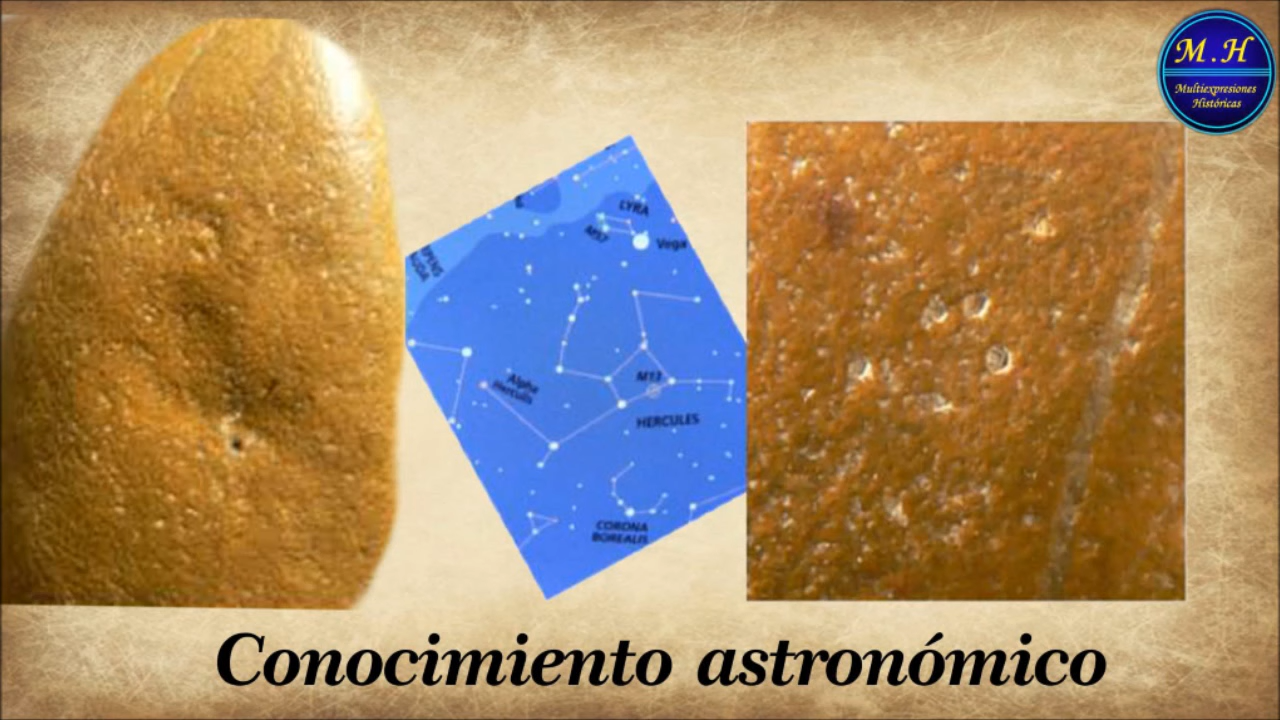 M.H
Multiexpresiones
Históricas
LYRA
M57
Vega
Alpha
Herculis
M13
HERCULES
CORONA
BOREALIS
Conocimiento astronómico